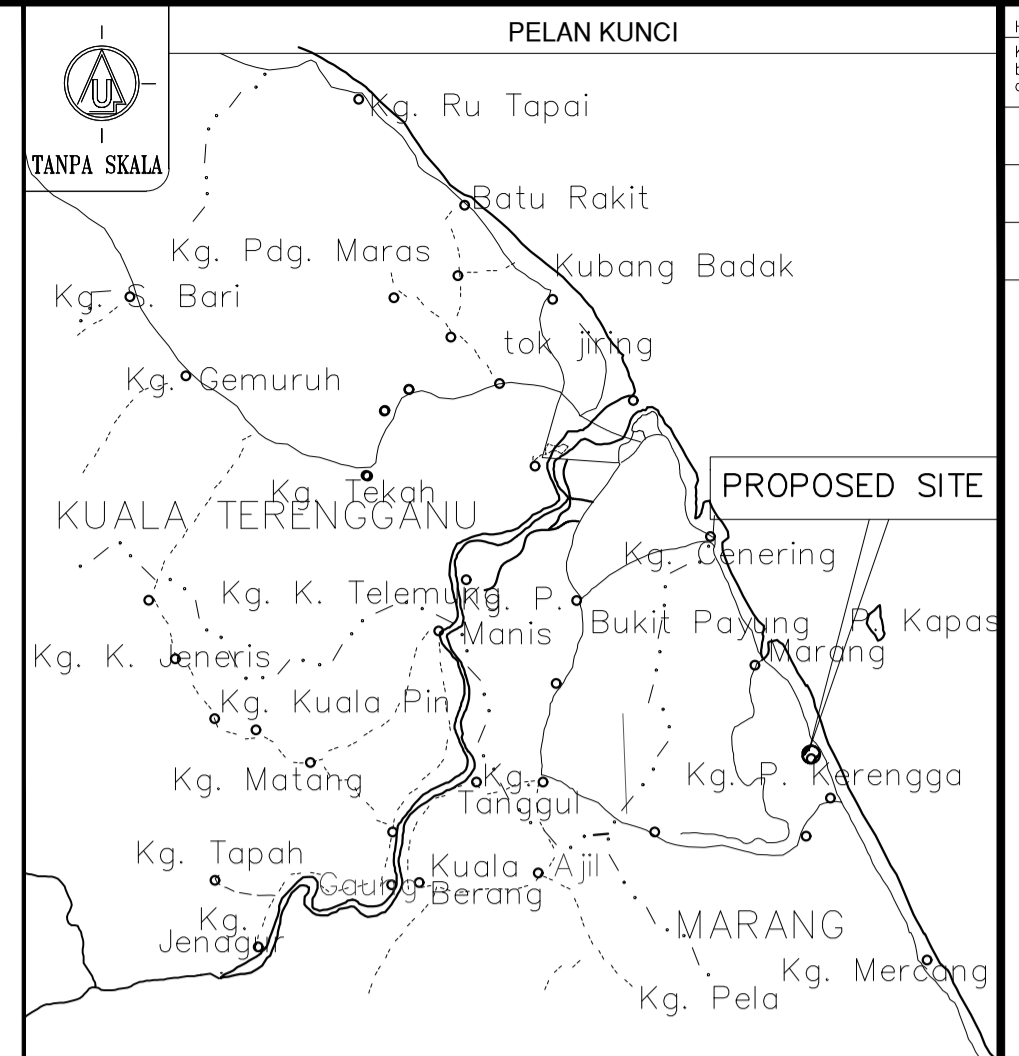 PELAN KUNCI
U
TANPA SKALA
Kg. Ru Tapai
Batu Rakit
Kg. Pdg. Maras
Kubang Badak
Kg. S. Bari
tok jiring
Kg. Gemuruh
PROPOSED SITE
Kg. Tekah
KUALA TERENGGANU
Kg. Cenering
Kg. K. Telemung
Kg. P.
Manis
Bukit Payung
P. Kapas
Marang
Kg. K. Jeneris
Kg. Kuala Pin
Kg. Matang
Kg.
Tanggul
Kg. P. Kerengga
Kg. Tapah
Gaung
Kuala
Berang
Ajil
Kg.
Jenagur
MARANG
Kg. Mercang
Kg. Pela